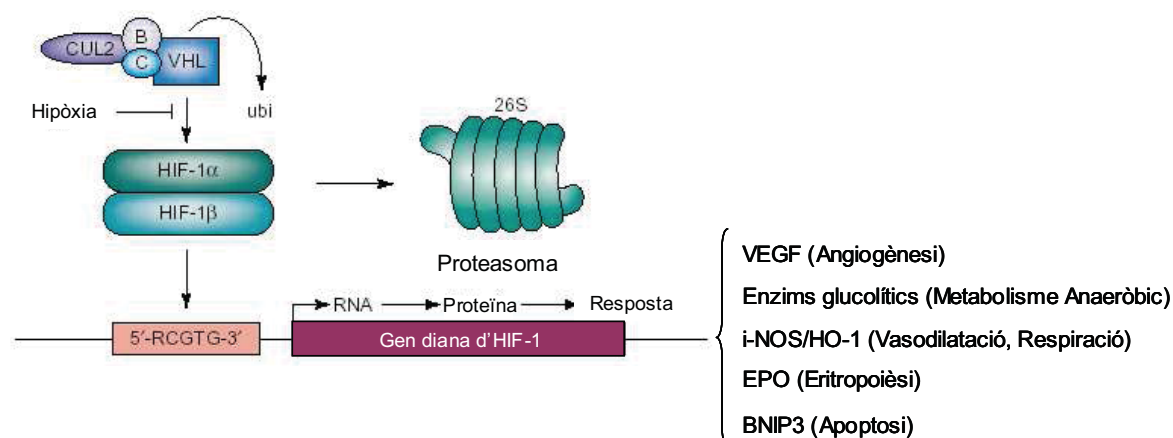 CUL2
B
C
VHL
Hipòxia
ubi
26S
HIF-1α
HIF-1β
Proteasoma
RNA
Proteïna
Resposta
5′-RCGTG-3′
Gen diana d'HIF-1
VEGF (Angiogènesi)
Enzims glucolítics (Metabolisme Anaeròbic)
i-NOS/HO-1 (Vasodilatació, Respiració)
EPO (Eritropoièsi)
BNIP3 (Apoptosi)